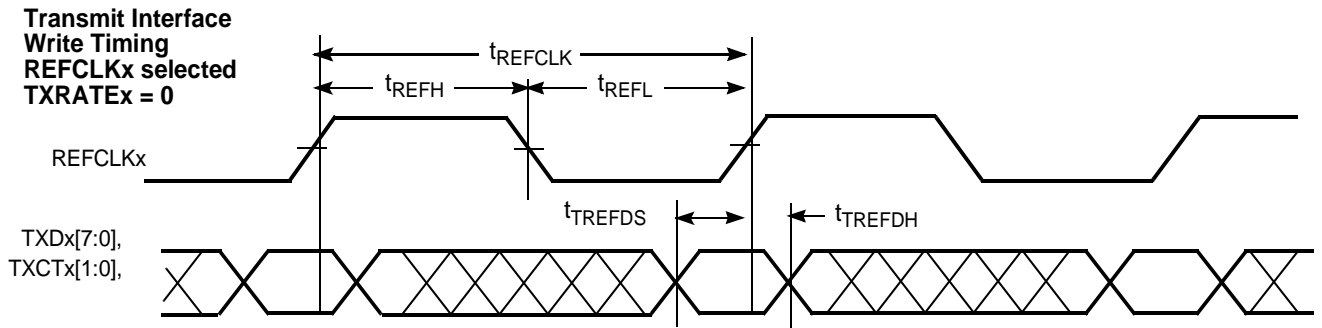 Transmit Interface
Write Timing
REFCLKx selected
TXRATEx = 0
tREFCLK
tREFH
tREFL
REFCLKx
tTREFDS
tTREFDH
TXDx[7:0],
TXCTx[1:0],